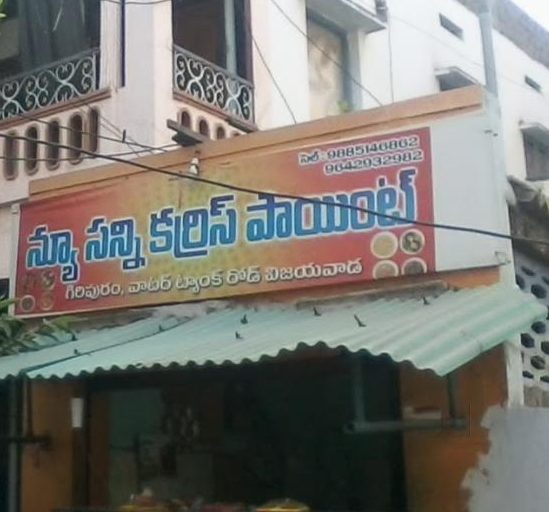 సెల్ : 9885146862
9642932982
న్యూ సన్ని కర్రీస్ పాయింట్
గిరిపురం, వాటర్ ట్యాంక్ రోడ్ విజయవాడ